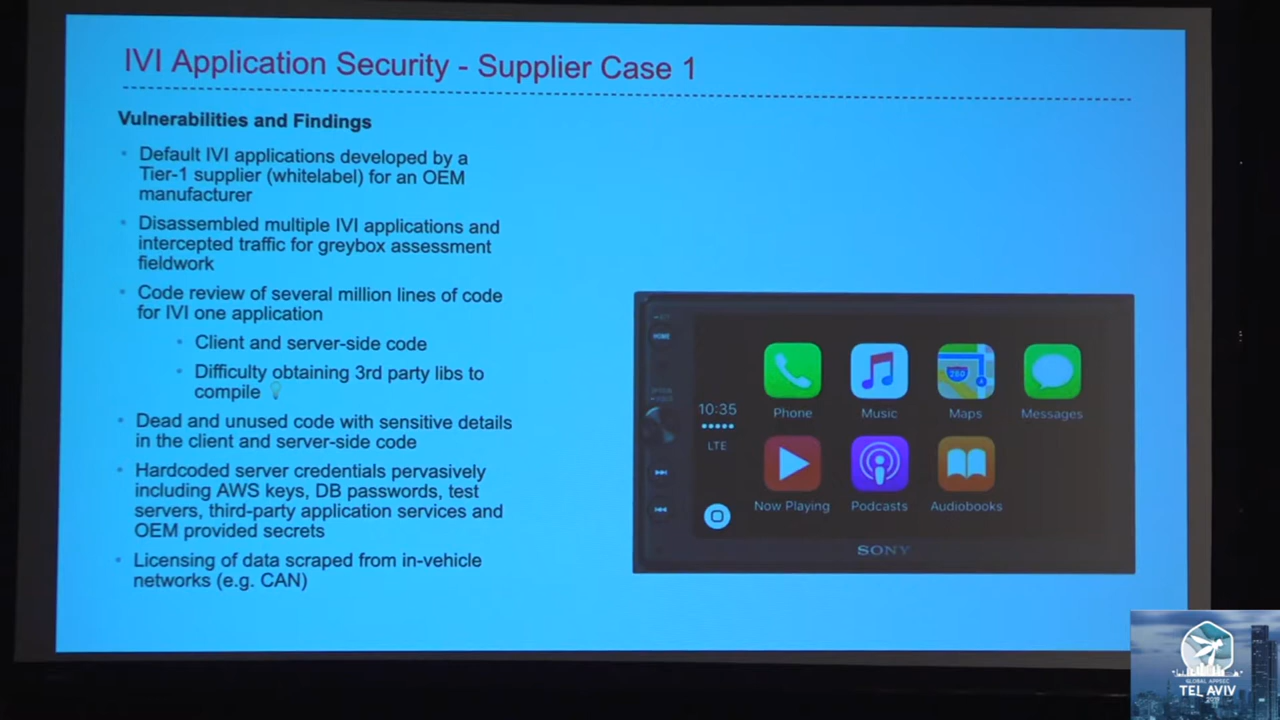 IVI Application Security - Supplier Case 1
Vulnerabilities and Findings
Default IVI applications developed by a
Tier-1 supplier (whitelabel) for an OEM
manufacturer
Disassembled multiple IVI applications and
intercepted traffic for greybox assessment
fieldwork
Code review of several million lines of code
for IVI one application
Client and server-side code
Difficulty obtaining 3rd party libs to
compile
Dead and unused code with sensitive details
in the client and server-side code
Hardcoded server credentials pervasively
including AWS keys, DB passwords, test
servers, third-party application services and
OEM provided secrets
Licensing of data scraped from in-vehicle
networks (e.g. CAN)
HOME
10:35
LTE
280
Phone
Music
Maps
Messages
Now Playing
Podcasts
Audiobooks
SONY
GLOBAL APPSEC
TEL AVIV